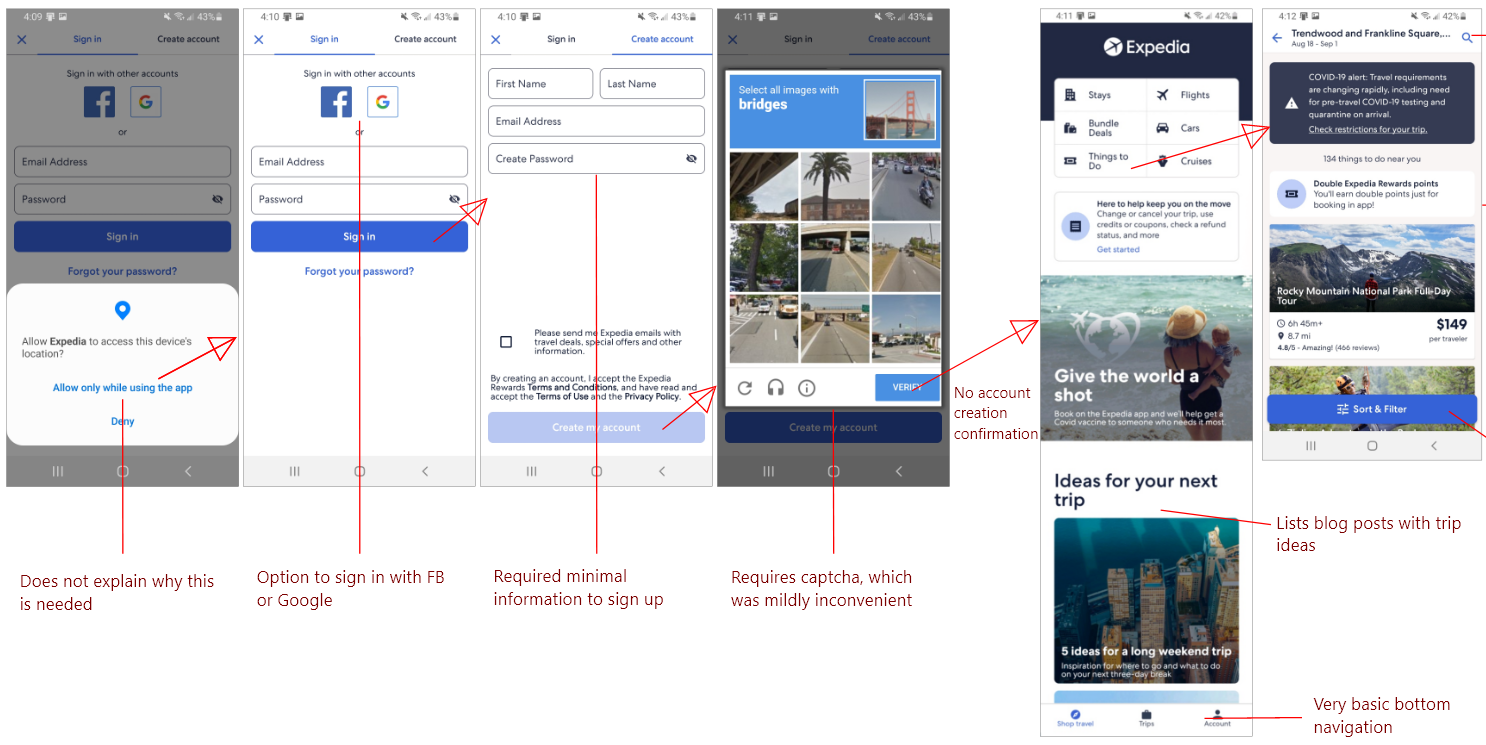 4:09 43%
Sign in Create account
Sign in with other accounts
or
Email Address
Password
Sign in
Forgot your password?
Allow Expedia to access this device's
location?
Allow only while using the app
Deny
Does not explain why this
is needed
4:10 43%
Sign in Create account
Sign in with other accounts
or
Email Address
Password
Sign in
Forgot your password?
Option to sign in with FB
or Google
4:10 43%
Sign in Create account
First Name Last Name
Email Address
Create Password
Please send me Expedia emails with
travel deals, special offers and other
information.
By creating an account, I accept the Expedia
Rewards Terms and Conditions, and have read and
accept the Terms of Use and the Privacy Policy.
Create my account
Required minimal
information to sign up
4:11 43%
Sign in Create account
Select all images with
bridges
VERIFY
Create my account
Requires captcha, which
was mildly inconvenient
No account
creation
confirmation
4:11 42%
Expedia
Stays Flights
Bundle
Deals
Cars
Things to
Do
Cruises
Here to help keep you on the move
Change or cancel your trip, use
credits or coupons, check a refund
status, and more
Get started
Give the world a
shot
Book on the Expedia app and we'll help get a
Covid vaccine to someone who needs it most.
Ideas for your next
trip
5 ideas for a long weekend trip
Inspiration for where to go and what to do
on your next three-day break
Shop travel Trips Account
4:12 42%
Trendwood and Frankline Square,...
Aug 18 - Sep 1
COVID-19 alert: Travel requirements
are changing rapidly, including need
for pre-travel COVID-19 testing and
quarantine on arrival.
Check restrictions for your trip.
134 things to do near you
Double Expedia Rewards points
You'll earn double points just for
booking in app!
Rocky Mountain National Park Full-Day
Tour
6h 45m+
$149
8.7 mi
per traveler
4.8/5 - Amazing! (466 reviews)
Sort & Filter
Lists blog posts with trip
ideas
Very basic bottom
navigation